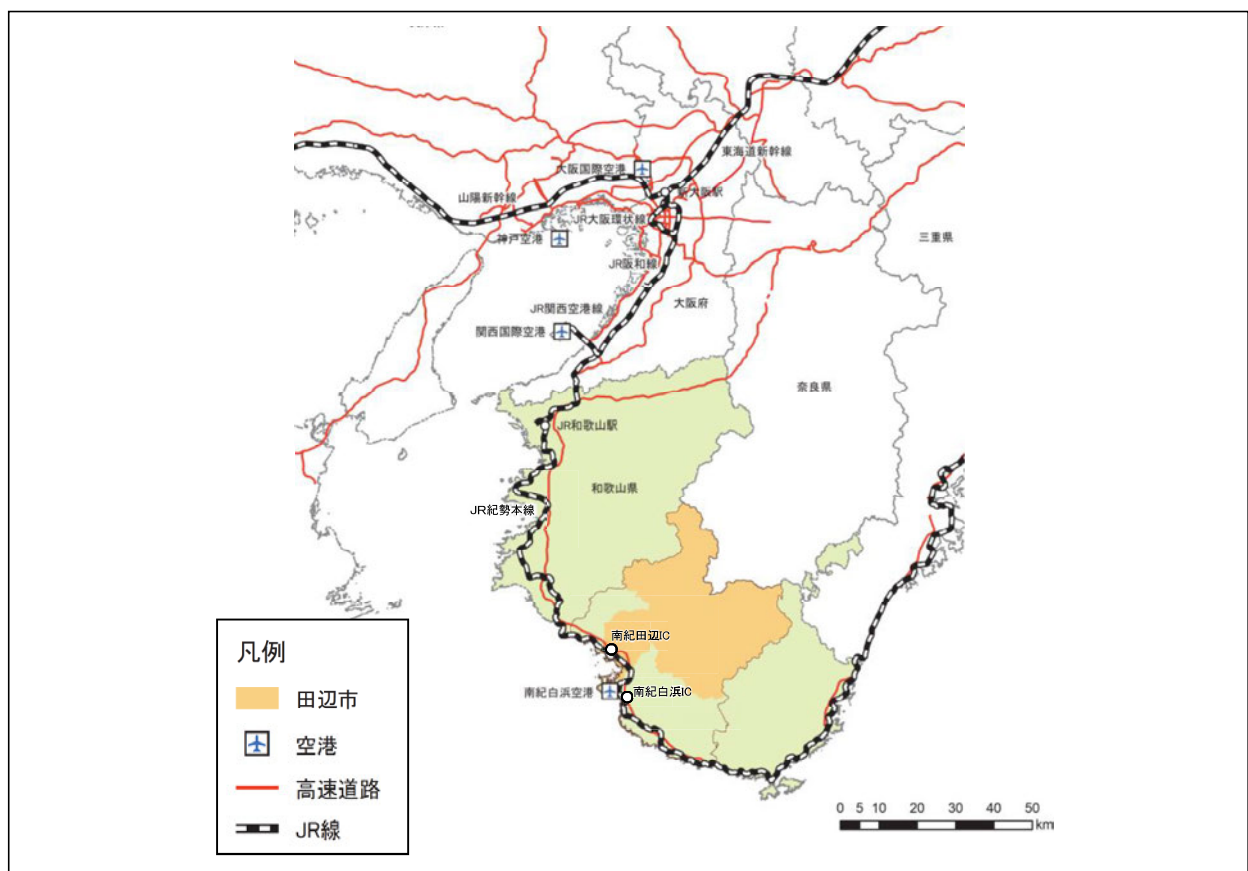 大阪国際空港
東海道新幹線
新大阪駅
山陽新幹線
JR大阪環状線
神戸空港
三重県
JR阪和線
JR関西空港線
大阪府
関西国際空港
奈良県
JR和歌山駅
和歌山県
JR紀勢本線
南紀田辺IC
南紀白浜空港
南紀白浜IC
凡例
田辺市
空港
高速道路
JR線
0 5 10 20 30 40 50
km